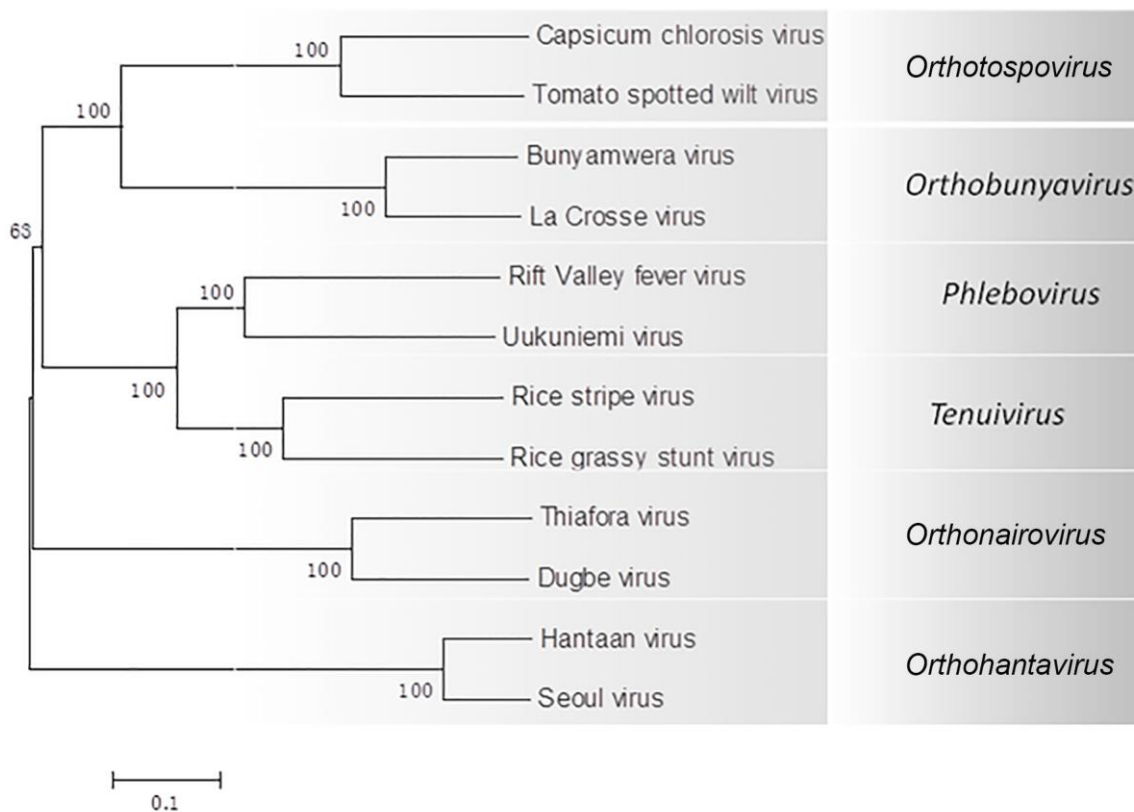 100
Capsicum chlorosis virus
Orthotospovirus
Tomato spotted wilt virus
100
Bunyamwera virus
Orthobunyavirus
100
La Crosse virus
68
Rift Valley fever virus
100
Phlebovirus
Uukuniemi virus
100
Rice stripe virus
Tenuivirus
100
Rice grassy stunt virus
Thiafora virus
Orthonairovirus
100
Dugbe virus
Hantaan virus
Orthohantavirus
100
Seoul virus
0.1